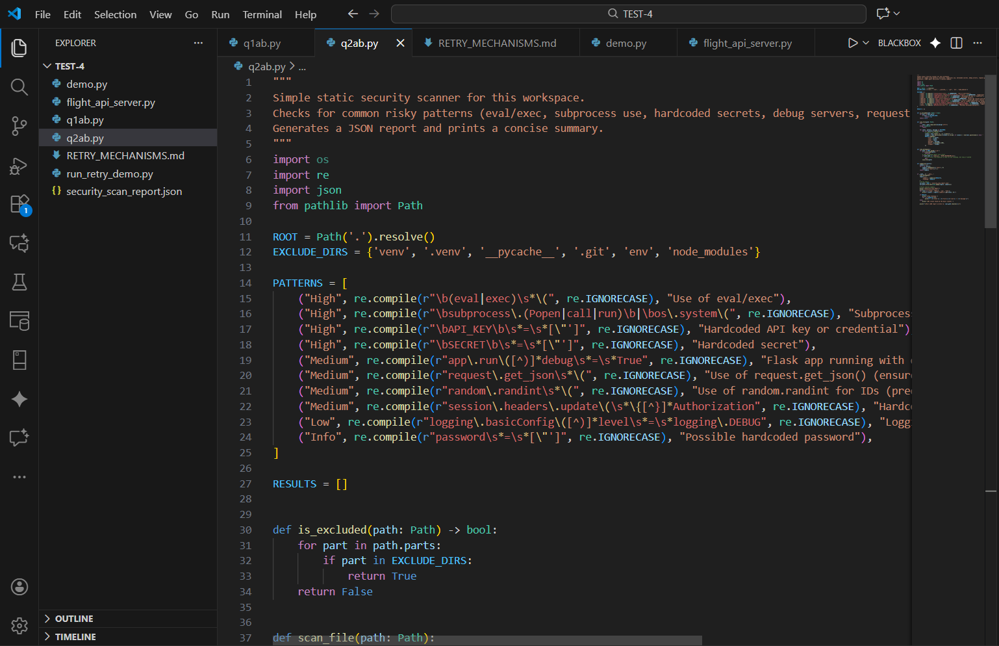 File Edit Selection View Go Run Terminal Help
TEST-4
EXPLORER
TEST-4
demo.py
flight_api_server.py
q1ab.py
q2ab.py
RETRY_MECHANISMS.md
run_retry_demo.py
{} security_scan_report.json
1
OUTLINE
TIMELINE
q1ab.py q2ab.py RETRY_MECHANISMS.md demo.py flight_api_server.py BLACKBOX
q2ab.py > ...
1 """
2 Simple static security scanner for this workspace.
3 Checks for common risky patterns (eval/exec, subprocess use, hardcoded secrets, debug servers, request
4 Generates a JSON report and prints a concise summary.
5 """
6 import os
7 import re
8 import json
9 from pathlib import Path
10
11 ROOT = Path('.').resolve()
12 EXCLUDE_DIRS = {'venv', '.venv', '__pycache__', '.git', 'env', 'node_modules'}
13
14 PATTERNS = [
15     ("High", re.compile(r"\b(eval|exec)\s*\(", re.IGNORECASE), "Use of eval/exec"),
16     ("High", re.compile(r"\bsubprocess\.(Popen|call|run)\b|\bos\.system\(", re.IGNORECASE), "Subprocess
17     ("High", re.compile(r"\bAPI_KEY\b\s*=\s*[\"']", re.IGNORECASE), "Hardcoded API key or credential")
18     ("High", re.compile(r"\bSECRET\b\s*=\s*[\"']", re.IGNORECASE), "Hardcoded secret"),
19     ("Medium", re.compile(r"app\.run\([^)]*debug\s*=\s*True", re.IGNORECASE), "Flask app running with
20     ("Medium", re.compile(r"request\.get_json\s*\(", re.IGNORECASE), "Use of request.get_json() (ensur
21     ("Medium", re.compile(r"random\.randint\s*\(", re.IGNORECASE), "Use of random.randint for IDs (pre
22     ("Medium", re.compile(r"session\.headers\.update\(\s*\{[^}]*Authorization", re.IGNORECASE), "Hardc
23     ("Low", re.compile(r"logging\.basicConfig\([^)]*level\s*=\s*logging\.DEBUG", re.IGNORECASE), "Logg
24     ("Info", re.compile(r"password\s*=\s*[\"']", re.IGNORECASE), "Possible hardcoded password"),
25 ]
26
27 RESULTS = []
28
29
30 def is_excluded(path: Path) -> bool:
31     for part in path.parts:
32         if part in EXCLUDE_DIRS:
33             return True
34     return False
35
36
37 def scan_file(path: Path):